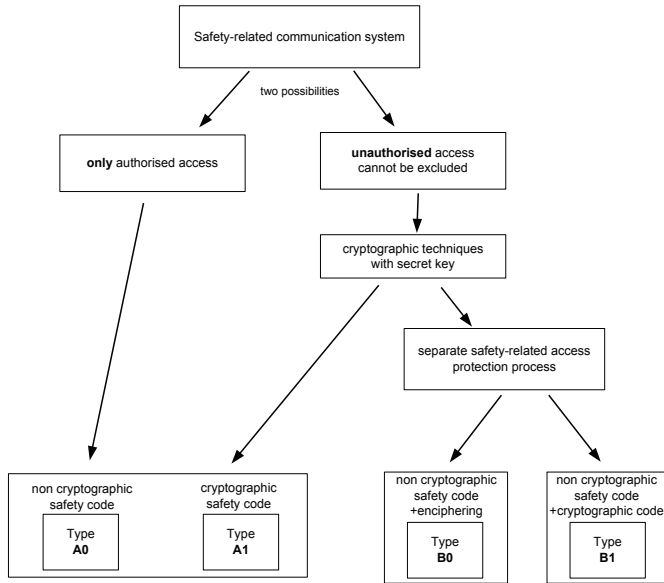 Safety-related communication system
two possibilities
only authorised access
unauthorised access
cannot be excluded
cryptographic techniques
with secret key
separate safety-related access
protection process
non cryptographic
safety code
Type
A0
cryptographic
safety code
Type
A1
non cryptographic
safety code
+enciphering
Type
B0
non cryptographic
safety code
+cryptographic code
Type
B1